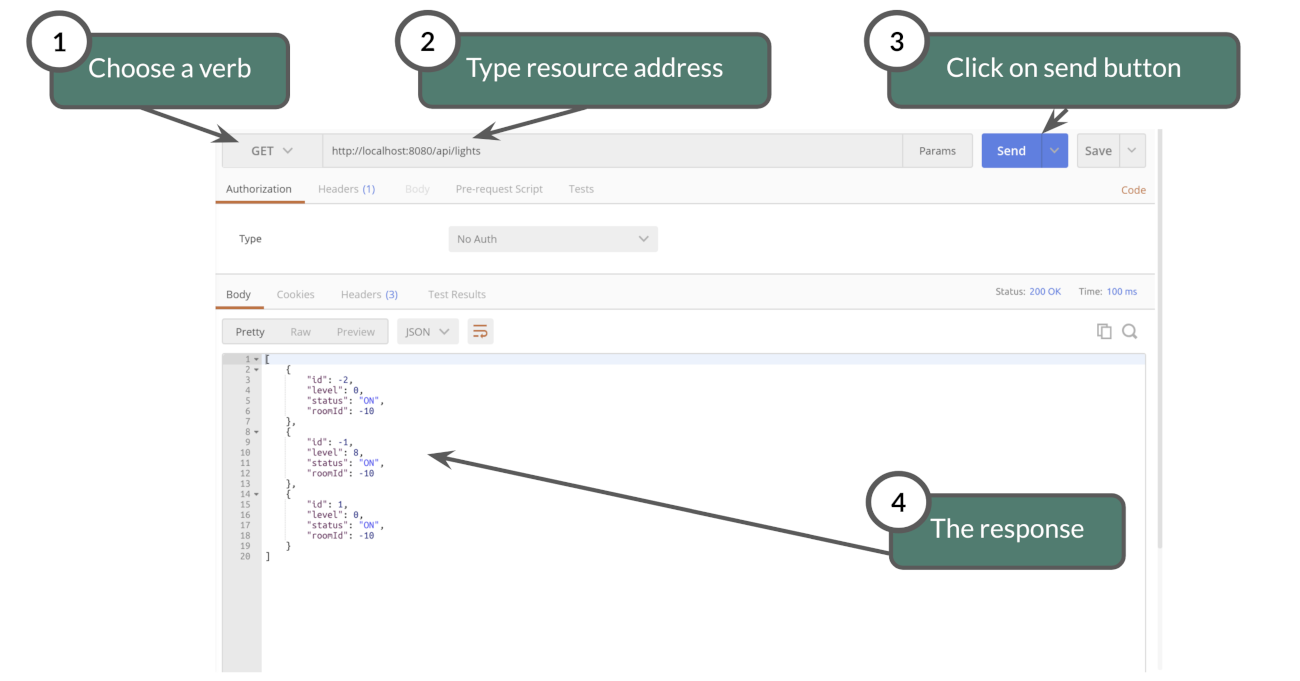 1
Choose a verb
2
Type resource address
3
Click on send button
GET http://localhost:8080/api/lights Params Send Save
Authorization Headers (1) Body Pre-request Script Tests Code
Type No Auth
Body Cookies Headers (3) Test Results Status: 200 OK Time: 100 ms
Pretty Raw Preview JSON
1 [
2 {
3 "id": -2,
4 "level": 0,
5 "status": "ON",
6 "roomId": -10
7 },
8 {
9 "id": -1,
10 "level": 8,
11 "status": "ON",
12 "roomId": -10
13 },
14 {
15 "id": 1,
16 "level": 0,
17 "status": "ON",
18 "roomId": -10
19 }
20 ]
4
The response